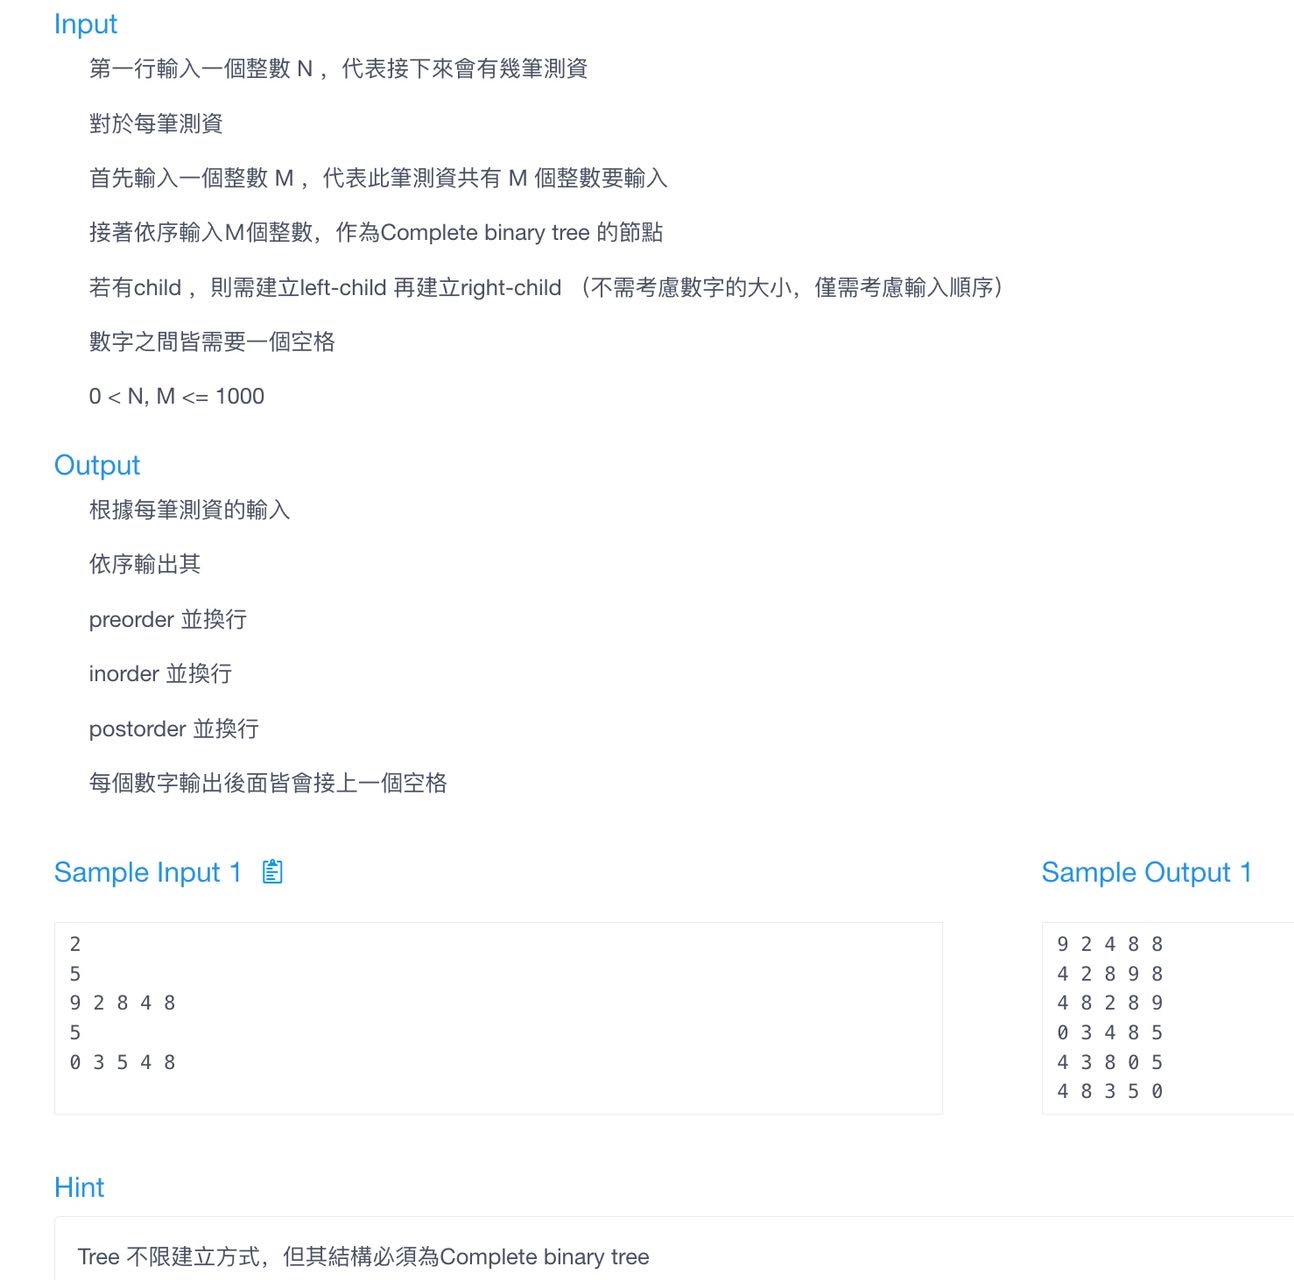 Input
第一行輸入一個整數 N ，代表接下來會有幾筆測資
對於每筆測資
首先輸入一個整數 M ，代表此筆測資共有 M 個整數要輸入
接著依序輸入M個整數，作為Complete binary tree 的節點
若有child ，則需建立left-child 再建立right-child （不需考慮數字的大小，僅需考慮輸入順序）
數字之間皆需要一個空格
0 < N, M <= 1000
Output
根據每筆測資的輸入
依序輸出其
preorder 並換行
inorder 並換行
postorder 並換行
每個數字輸出後面皆會接上一個空格
Sample Input 1
2
5
9 2 8 4 8
5
0 3 5 4 8
Sample Output 1
9 2 4 8 8
4 2 8 9 8
4 8 2 8 9
0 3 4 8 5
4 3 8 0 5
4 8 3 5 0
Hint
Tree 不限建立方式，但其結構必須為Complete binary tree